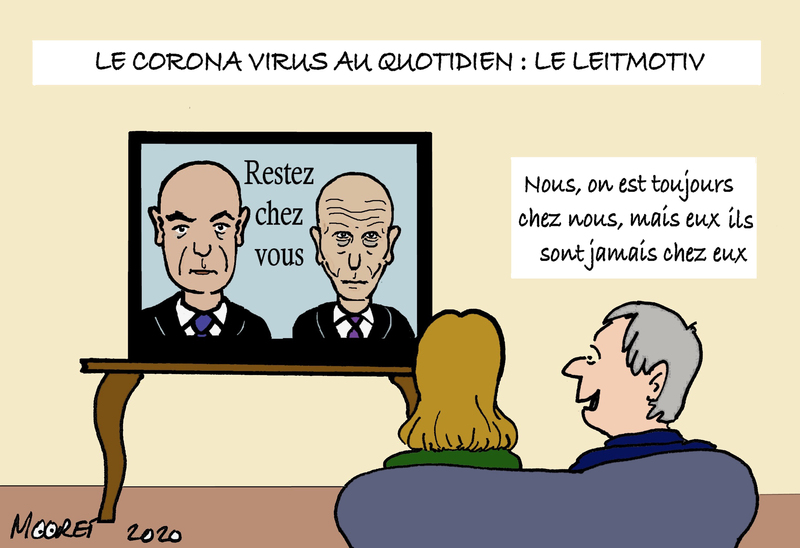 LE CORONA VIRUS AU QUOTIDIEN : LE LEITMOTIV
Restez
chez
vous
Nous, on est toujours
chez nous, mais eux ils
sont jamais chez eux
MOORET 2020